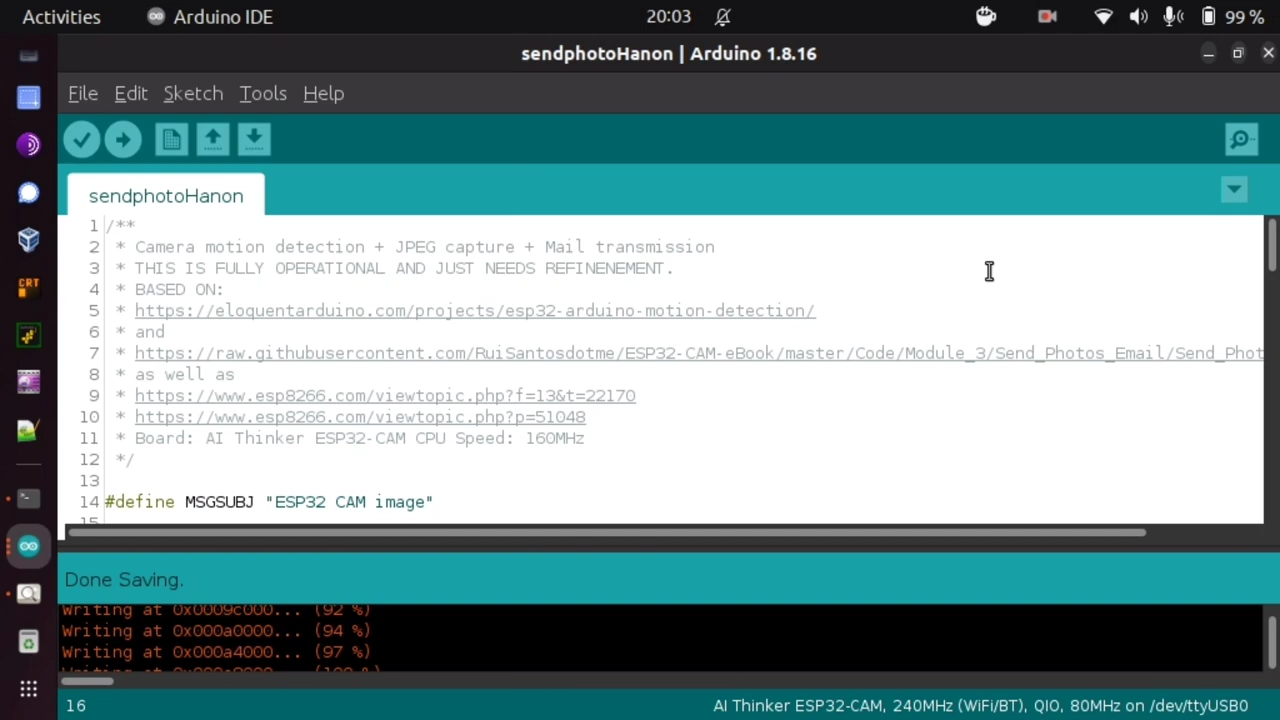 Activities Arduino IDE 20:03 99 %
sendphotoHanon | Arduino 1.8.16
File Edit Sketch Tools Help
sendphotoHanon
1 /**
2 * Camera motion detection + JPEG capture + Mail transmission
3 * THIS IS FULLY OPERATIONAL AND JUST NEEDS REFINENEMENT.
4 * BASED ON:
5 * https://eloquentarduino.com/projects/esp32-arduino-motion-detection/
6 * and
7 * https://raw.githubusercontent.com/RuiSantosdotme/ESP32-CAM-eBook/master/Code/Module_3/Send_Photos_Email/Send_Phot
8 * as well as
9 * https://www.esp8266.com/viewtopic.php?f=13&t=22170
10 * https://www.esp8266.com/viewtopic.php?p=51048
11 * Board: AI Thinker ESP32-CAM CPU Speed: 160MHz
12 */
13
14 #define MSGSUBJ "ESP32 CAM image"
15
CRT
Done Saving.
Writing at 0x0009c000... (92 %)
Writing at 0x000a0000... (94 %)
Writing at 0x000a4000... (97 %)
Writing at 0x000a8000... (100 %)
16 AI Thinker ESP32-CAM, 240MHz (WiFi/BT), QIO, 80MHz on /dev/ttyUSB0